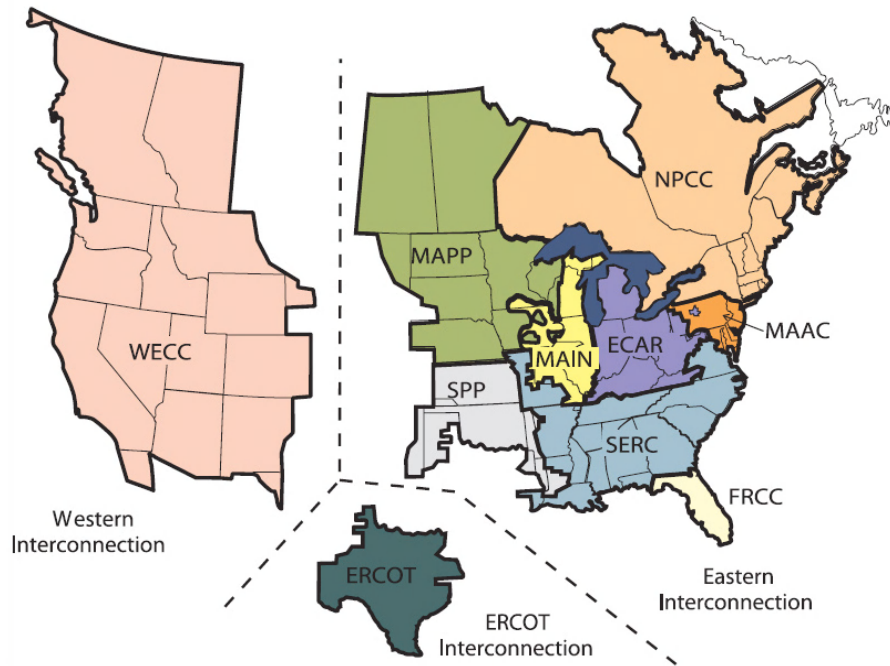 NPCC
MAPP
MAAC
WECC
MAIN
ECAR
SPP
SERC
FRCC
Western
Interconnection
ERCOT
Eastern
Interconnection
ERCOT
Interconnection